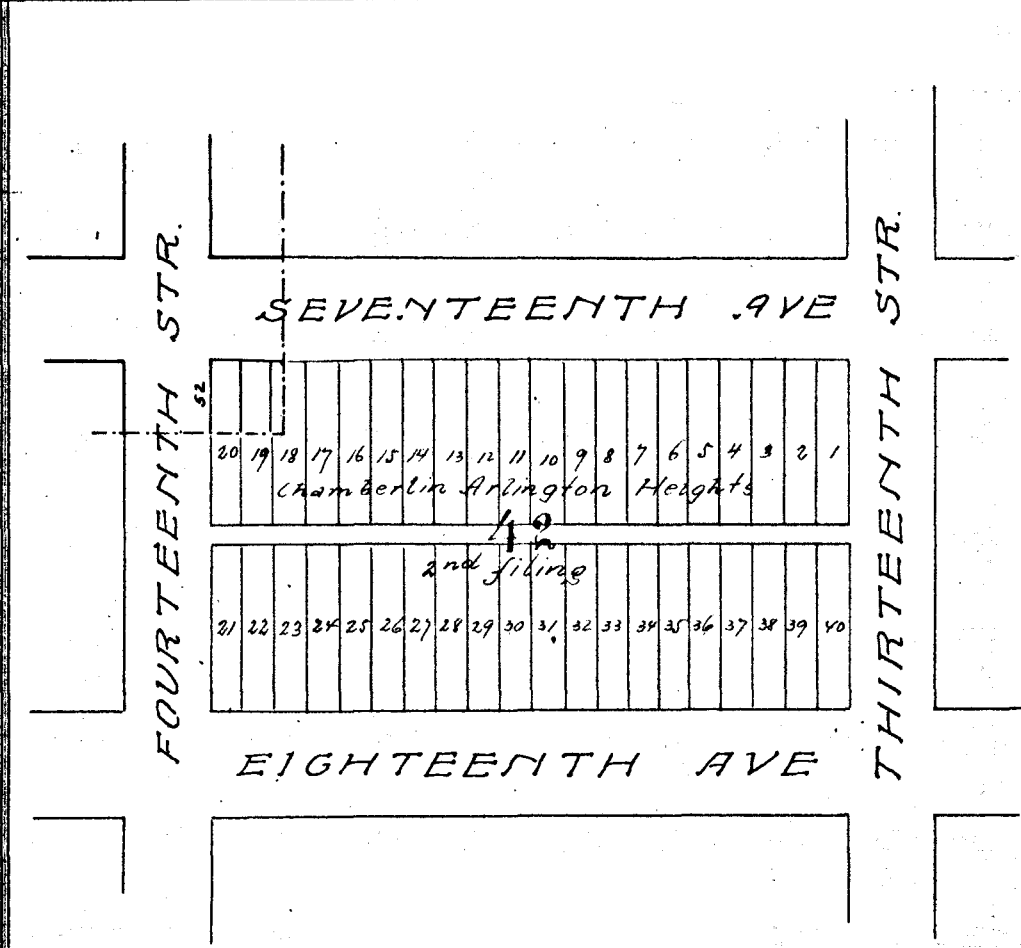 SEVENTEENTH AVE
FOURTEENTH STR.
THIRTEENTH STR.
52
20 19 18 17 16 15 14 13 12 11 10 9 8 7 6 5 4 3 2 1
Chamberlin Arlington Heights
42
2nd filing
21 22 23 24 25 26 27 28 29 30 31 32 33 34 35 36 37 38 39 40
EIGHTEENTH AVE